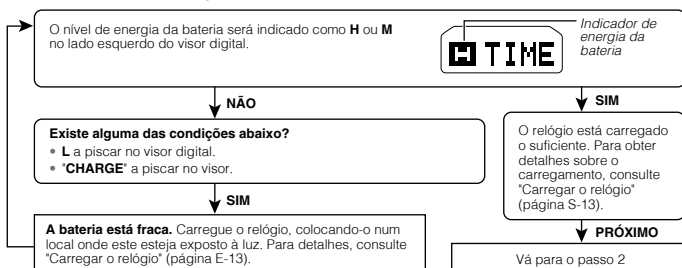 O nível de energia da bateria será indicado como H ou M
no lado esquerdo do visor digital.
Indicador de
energia da
bateria
H TIME
NÃO
SIM
Existe alguma das condições abaixo?
• L a piscar no visor digital.
• "CHARGE" a piscar no visor.
O relógio está carregado
o suficiente. Para obter
detalhes sobre o
carregamento, consulte
"Carregar o relógio"
(página S-13).
SIM
A bateria está fraca. Carregue o relógio, colocando-o num
local onde este esteja exposto à luz. Para detalhes, consulte
"Carregar o relógio" (página E-13).
PRÓXIMO
Vá para o passo 2